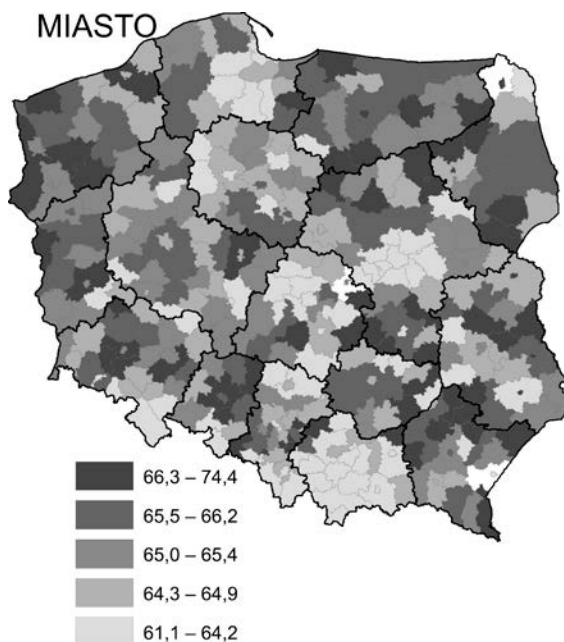 MIASTO
66,3 – 74,4
65,5 – 66,2
65,0 – 65,4
64,3 – 64,9
61,1 – 64,2